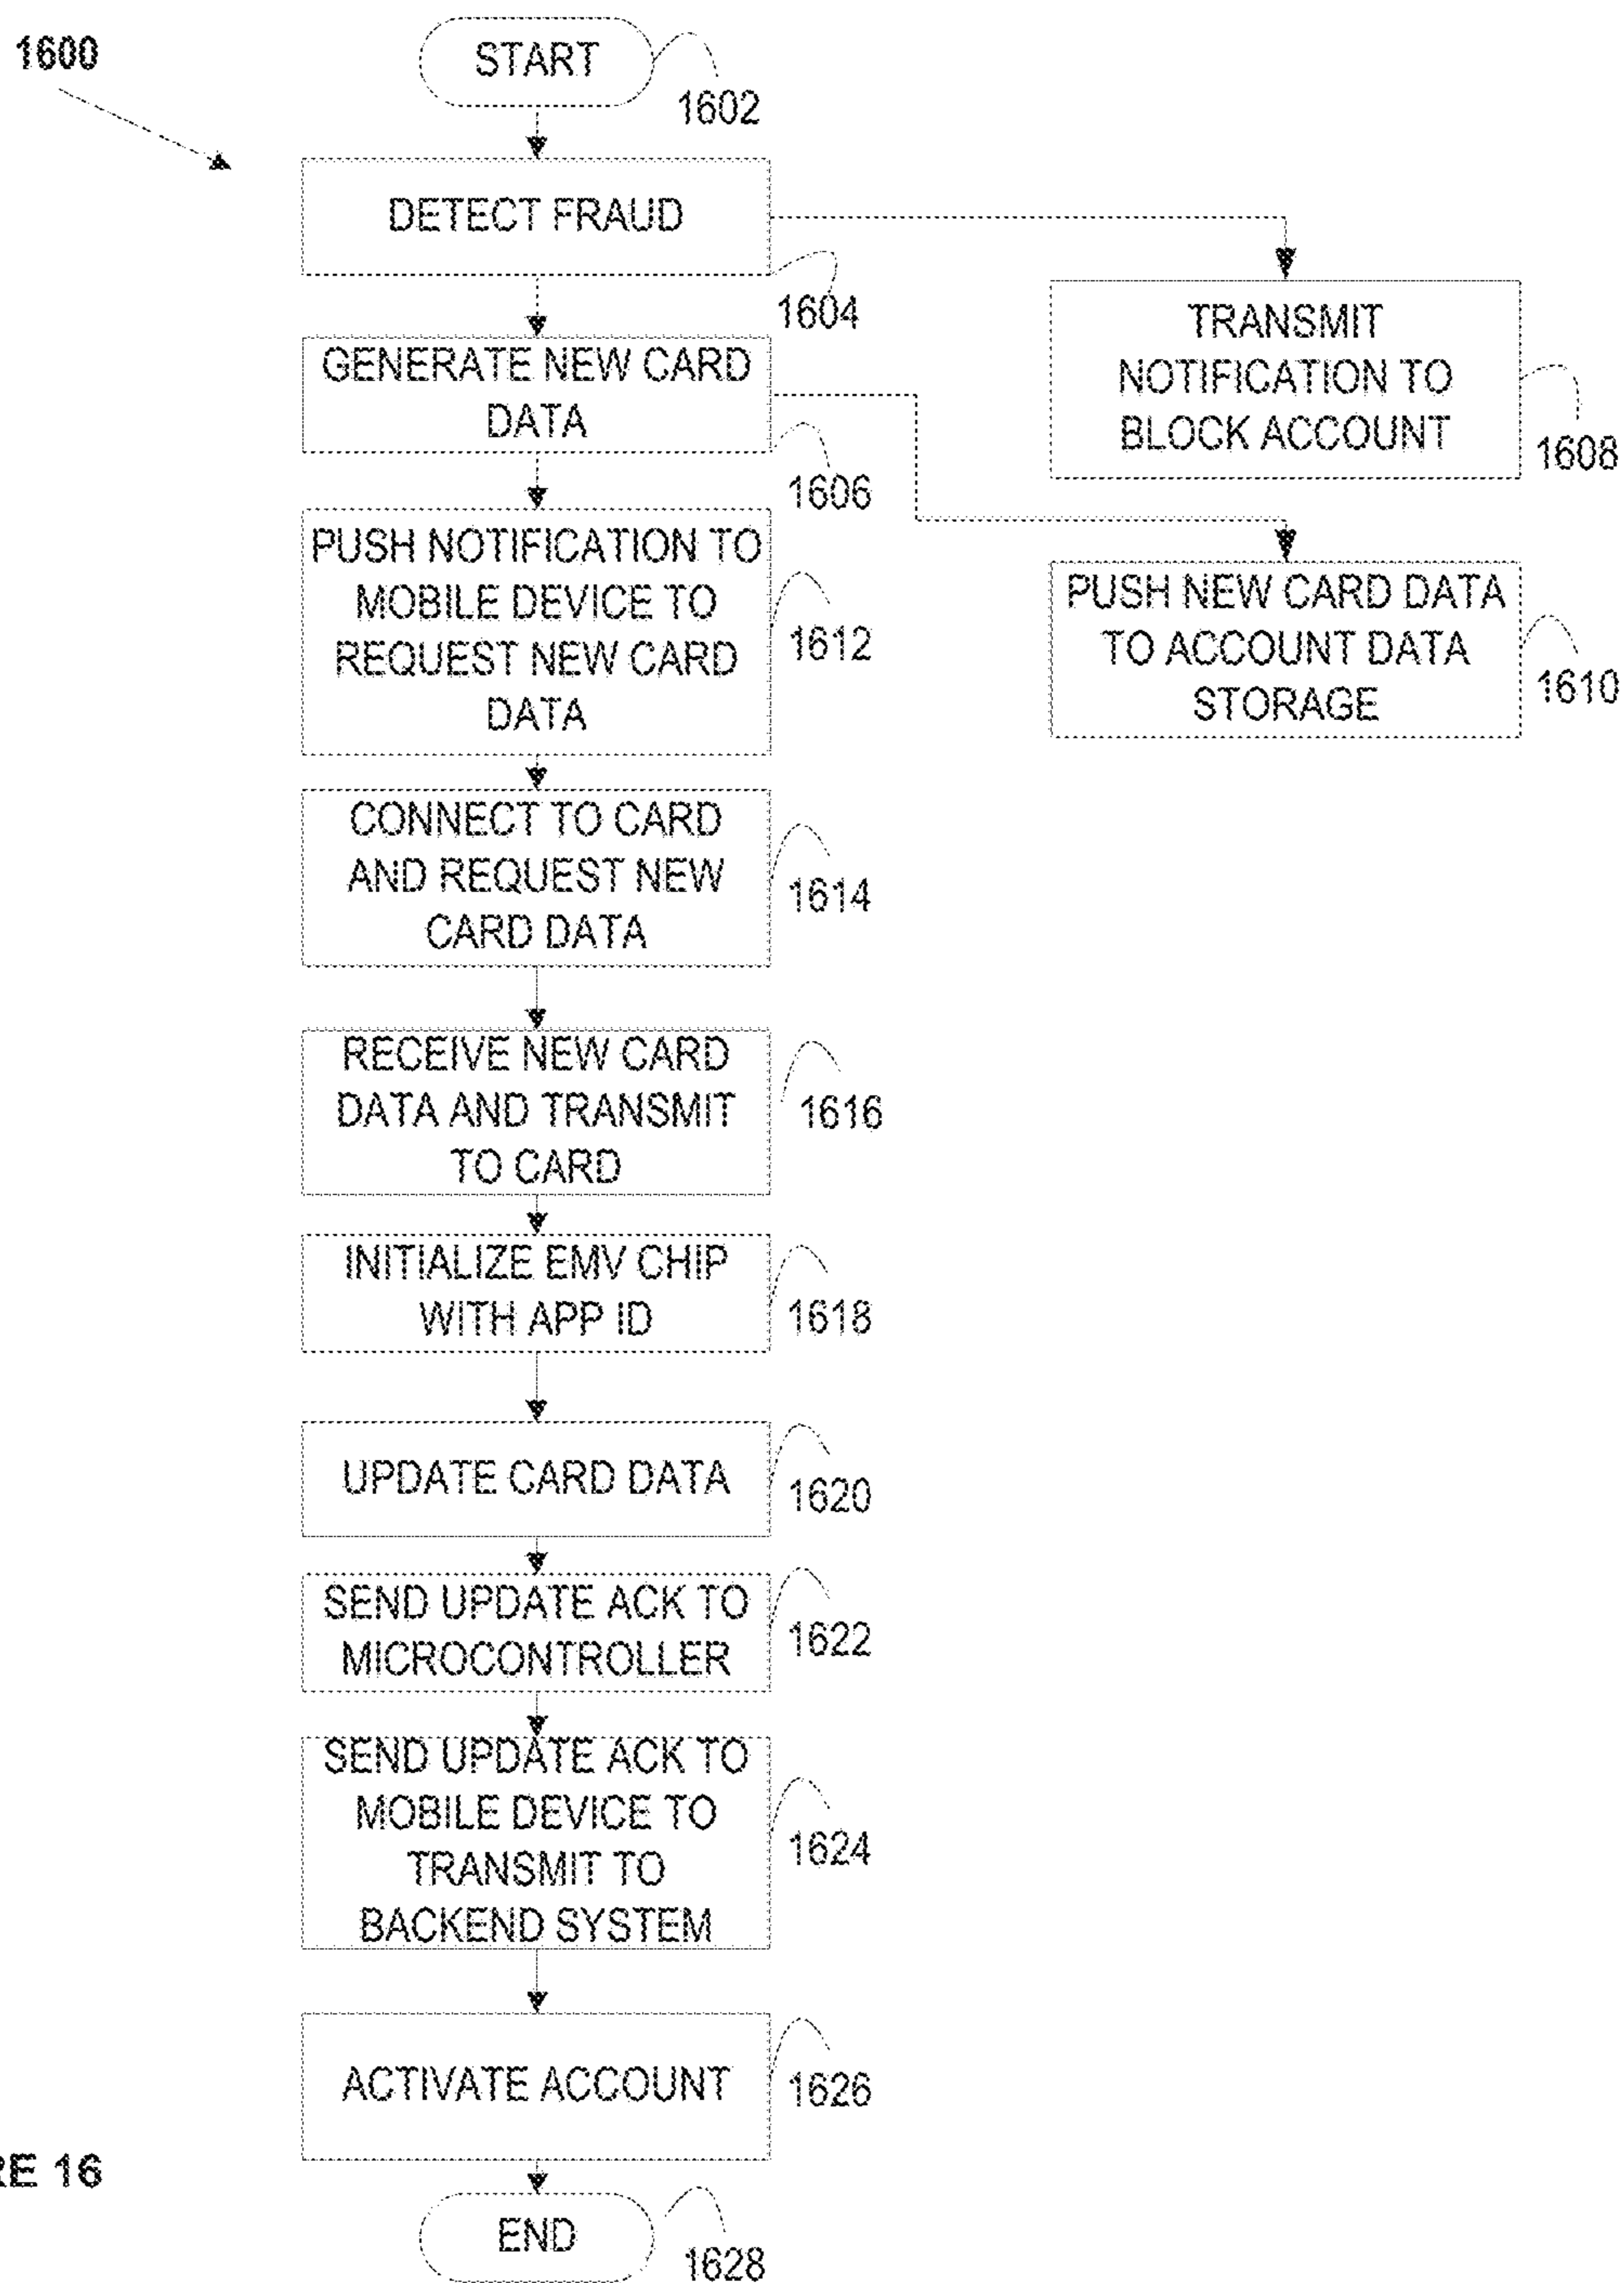 1600
START
1602
DETECT FRAUD
1604
GENERATE NEW CARD
DATA
1606
TRANSMIT
NOTIFICATION TO
BLOCK ACCOUNT
1608
PUSH NEW CARD DATA
TO ACCOUNT DATA
STORAGE
1610
PUSH NOTIFICATION TO
MOBILE DEVICE TO
REQUEST NEW CARD
DATA
1612
CONNECT TO CARD
AND REQUEST NEW
CARD DATA
1614
RECEIVE NEW CARD
DATA AND TRANSMIT
TO CARD
1616
INITIALIZE EMV CHIP
WITH APP ID
1618
UPDATE CARD DATA
1620
SEND UPDATE ACK TO
MICROCONTROLLER
1622
SEND UPDATE ACK TO
MOBILE DEVICE TO
TRANSMIT TO
BACKEND SYSTEM
1624
ACTIVATE ACCOUNT
1626
RE 16
END
1628